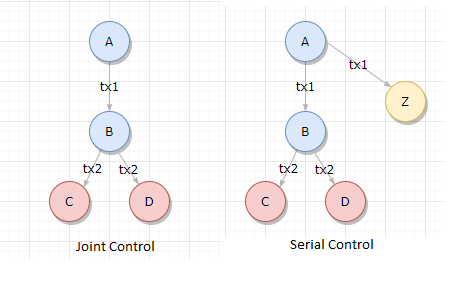 A
tx1
B
tx2 tx2
C D
Joint Control
A
tx1
tx1
Z
B
tx2 tx2
C D
Serial Control